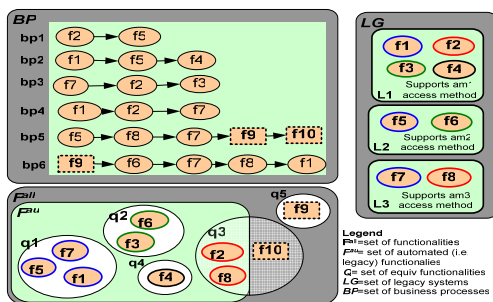 BP
bp1 f2 f5
bp2 f1 f5 f4
bp3 f7 f2 f3
bp4 f1 f2 f7
bp5 f5 f8 f7 f9 f10
bp6 f9 f6 f7 f8 f1
LG
f1 f2
f3 f4
Supports am1
L1 access method
f5 f6
Supports am2
L2 access method
f7 f8
Supports am3
L3 access method
Fall
Fau
q1 f7 f5 f1
q2 f6 f3
q4 f4
q3 f2 f8 f10
q5 f9
Legend
Fall=set of functionalities
Fau= set of automated (i.e
legacy) functionalies
Q= set of equiv functionalities
LG=set of legacy systems
BP=set of business processes